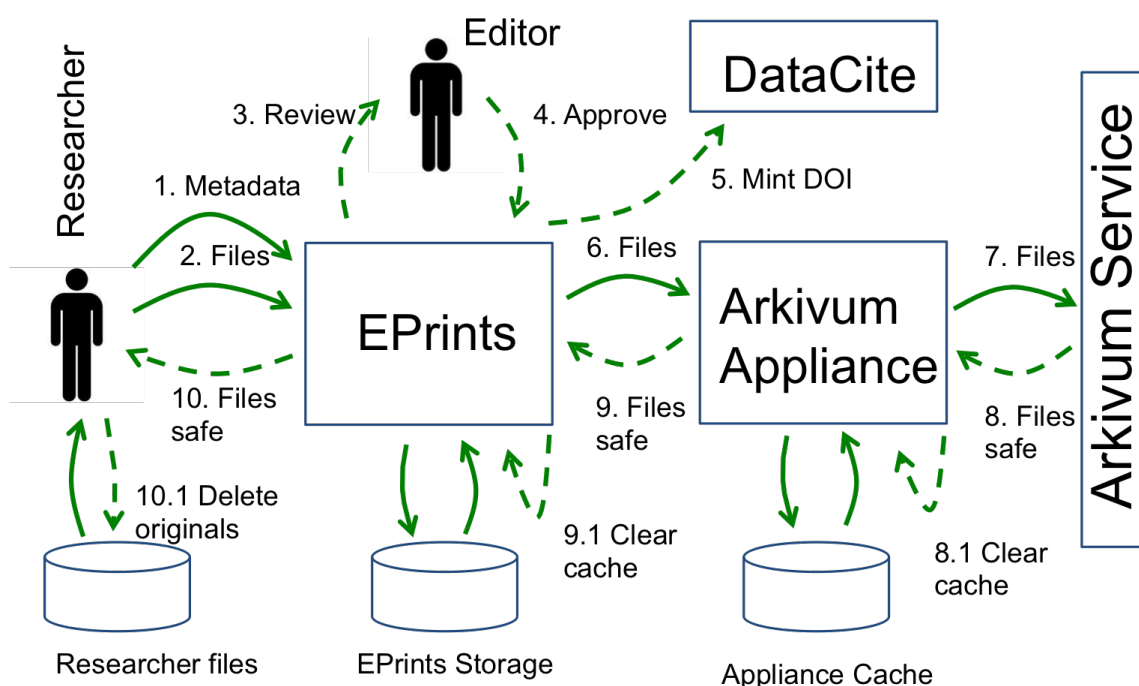 Researcher
Editor
DataCite
Arkivum Service
3. Review
4. Approve
5. Mint DOI
1. Metadata
2. Files
6. Files
7. Files
EPrints
Arkivum
Appliance
10. Files
safe
9. Files
safe
8. Files
safe
10.1 Delete
originals
9.1 Clear
cache
8.1 Clear
cache
Researcher files
EPrints Storage
Appliance Cache